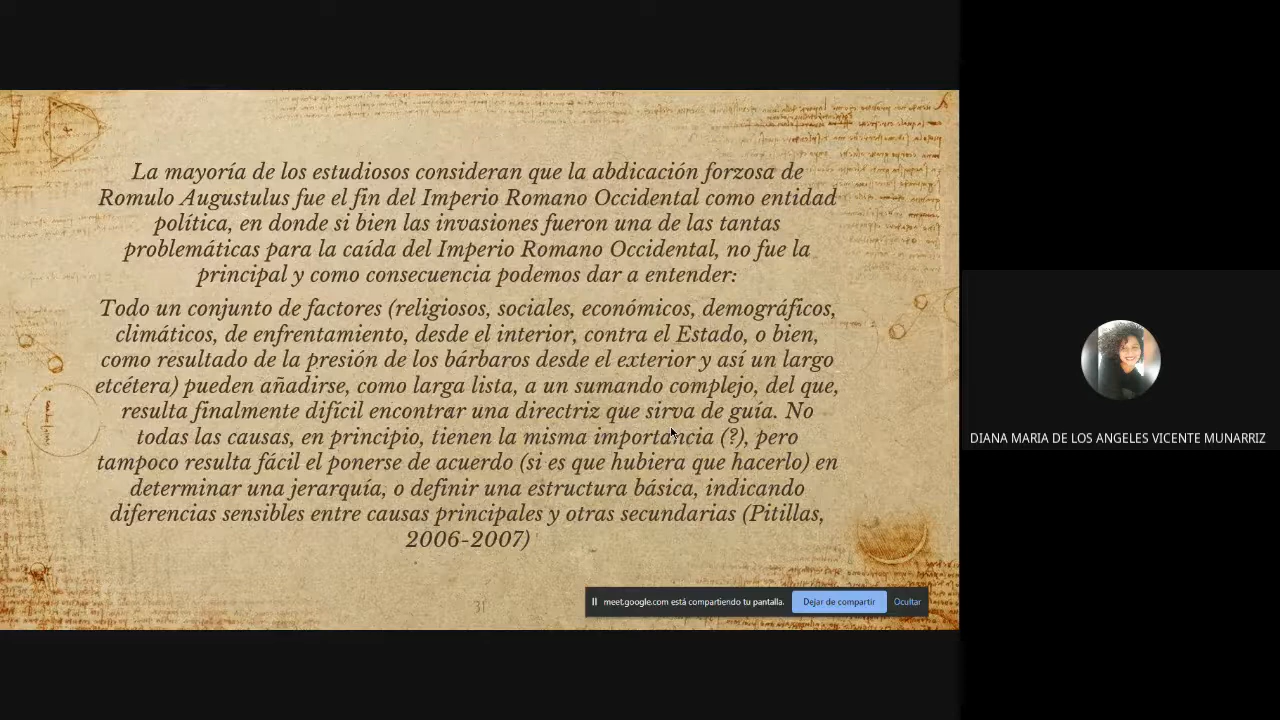 La mayoría de los estudiosos consideran que la abdicación forzosa de
Romulo Augustulus fue el fin del Imperio Romano Occidental como entidad
política, en donde si bien las invasiones fueron una de las tantas
problemáticas para la caída del Imperio Romano Occidental, no fue la
principal y como consecuencia podemos dar a entender:
Todo un conjunto de factores (religiosos, sociales, económicos, demográficos,
climáticos, de enfrentamiento, desde el interior, contra el Estado, o bien,
como resultado de la presión de los bárbaros desde el exterior y así un largo
etcétera) pueden añadirse, como larga lista, a un sumando complejo, del que,
resulta finalmente difícil encontrar una directriz que sirva de guía. No
todas las causas, en principio, tienen la misma importancia (?), pero
tampoco resulta fácil el ponerse de acuerdo (si es que hubiera que hacerlo) en
determinar una jerarquía, o definir una estructura básica, indicando
diferencias sensibles entre causas principales y otras secundarias (Pitillas,
2006-2007)
31
meet.google.com está compartiendo tu pantalla. Dejar de compartir Ocultar
DIANA MARIA DE LOS ANGELES VICENTE MUNARRIZ